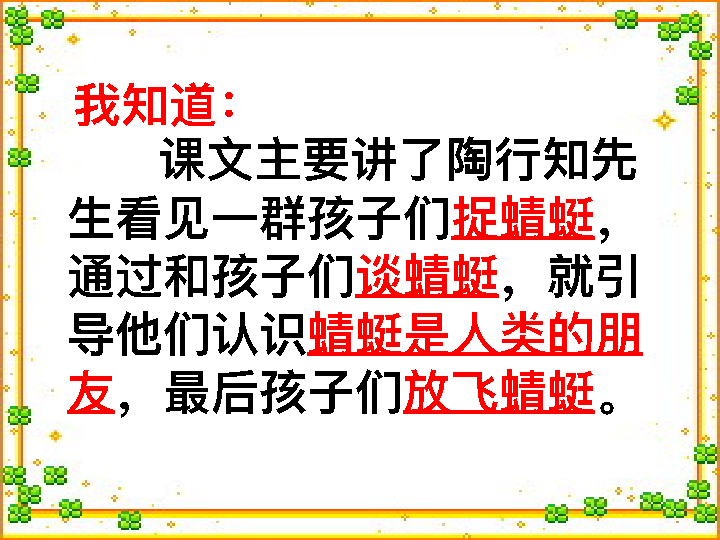 我知道：
课文主要讲了陶行知先
生看见一群孩子们捉蜻蜓，
通过和孩子们谈蜻蜓，就引
导他们认识蜻蜓是人类的朋
友，最后孩子们放飞蜻蜓。